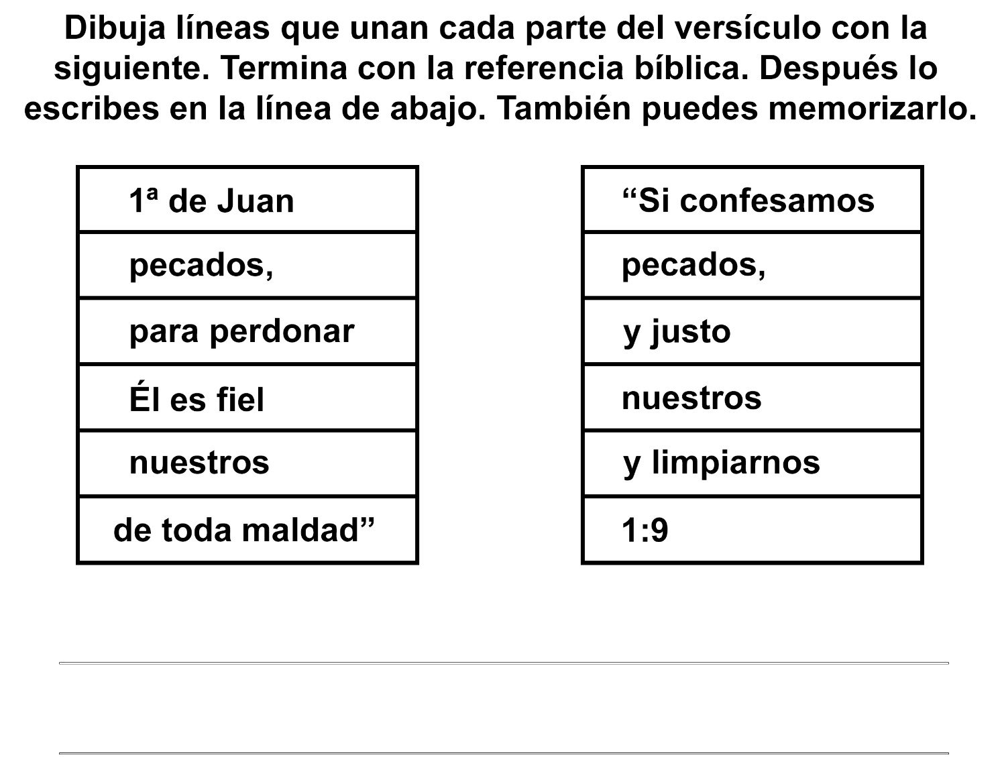 Dibuja líneas que unan cada parte del versículo con la
siguiente. Termina con la referencia bíblica. Después lo
escribes en la línea de abajo. También puedes memorizarlo.
1ª de Juan
pecados,
para perdonar
Él es fiel
nuestros
de toda maldad”
“Si confesamos
pecados,
y justo
nuestros
y limpiarnos
1:9